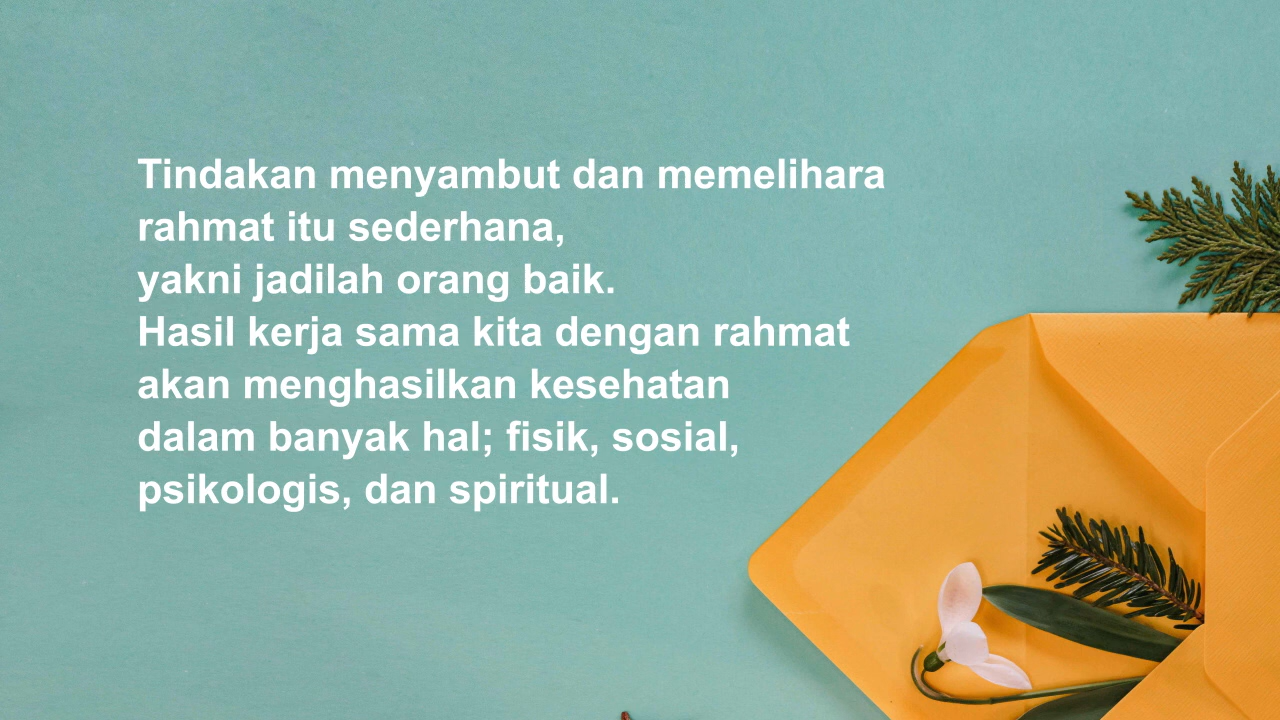 Tindakan menyambut dan memelihara
rahmat itu sederhana,
yakni jadilah orang baik.
Hasil kerja sama kita dengan rahmat
akan menghasilkan kesehatan
dalam banyak hal; fisik, sosial,
psikologis, dan spiritual.